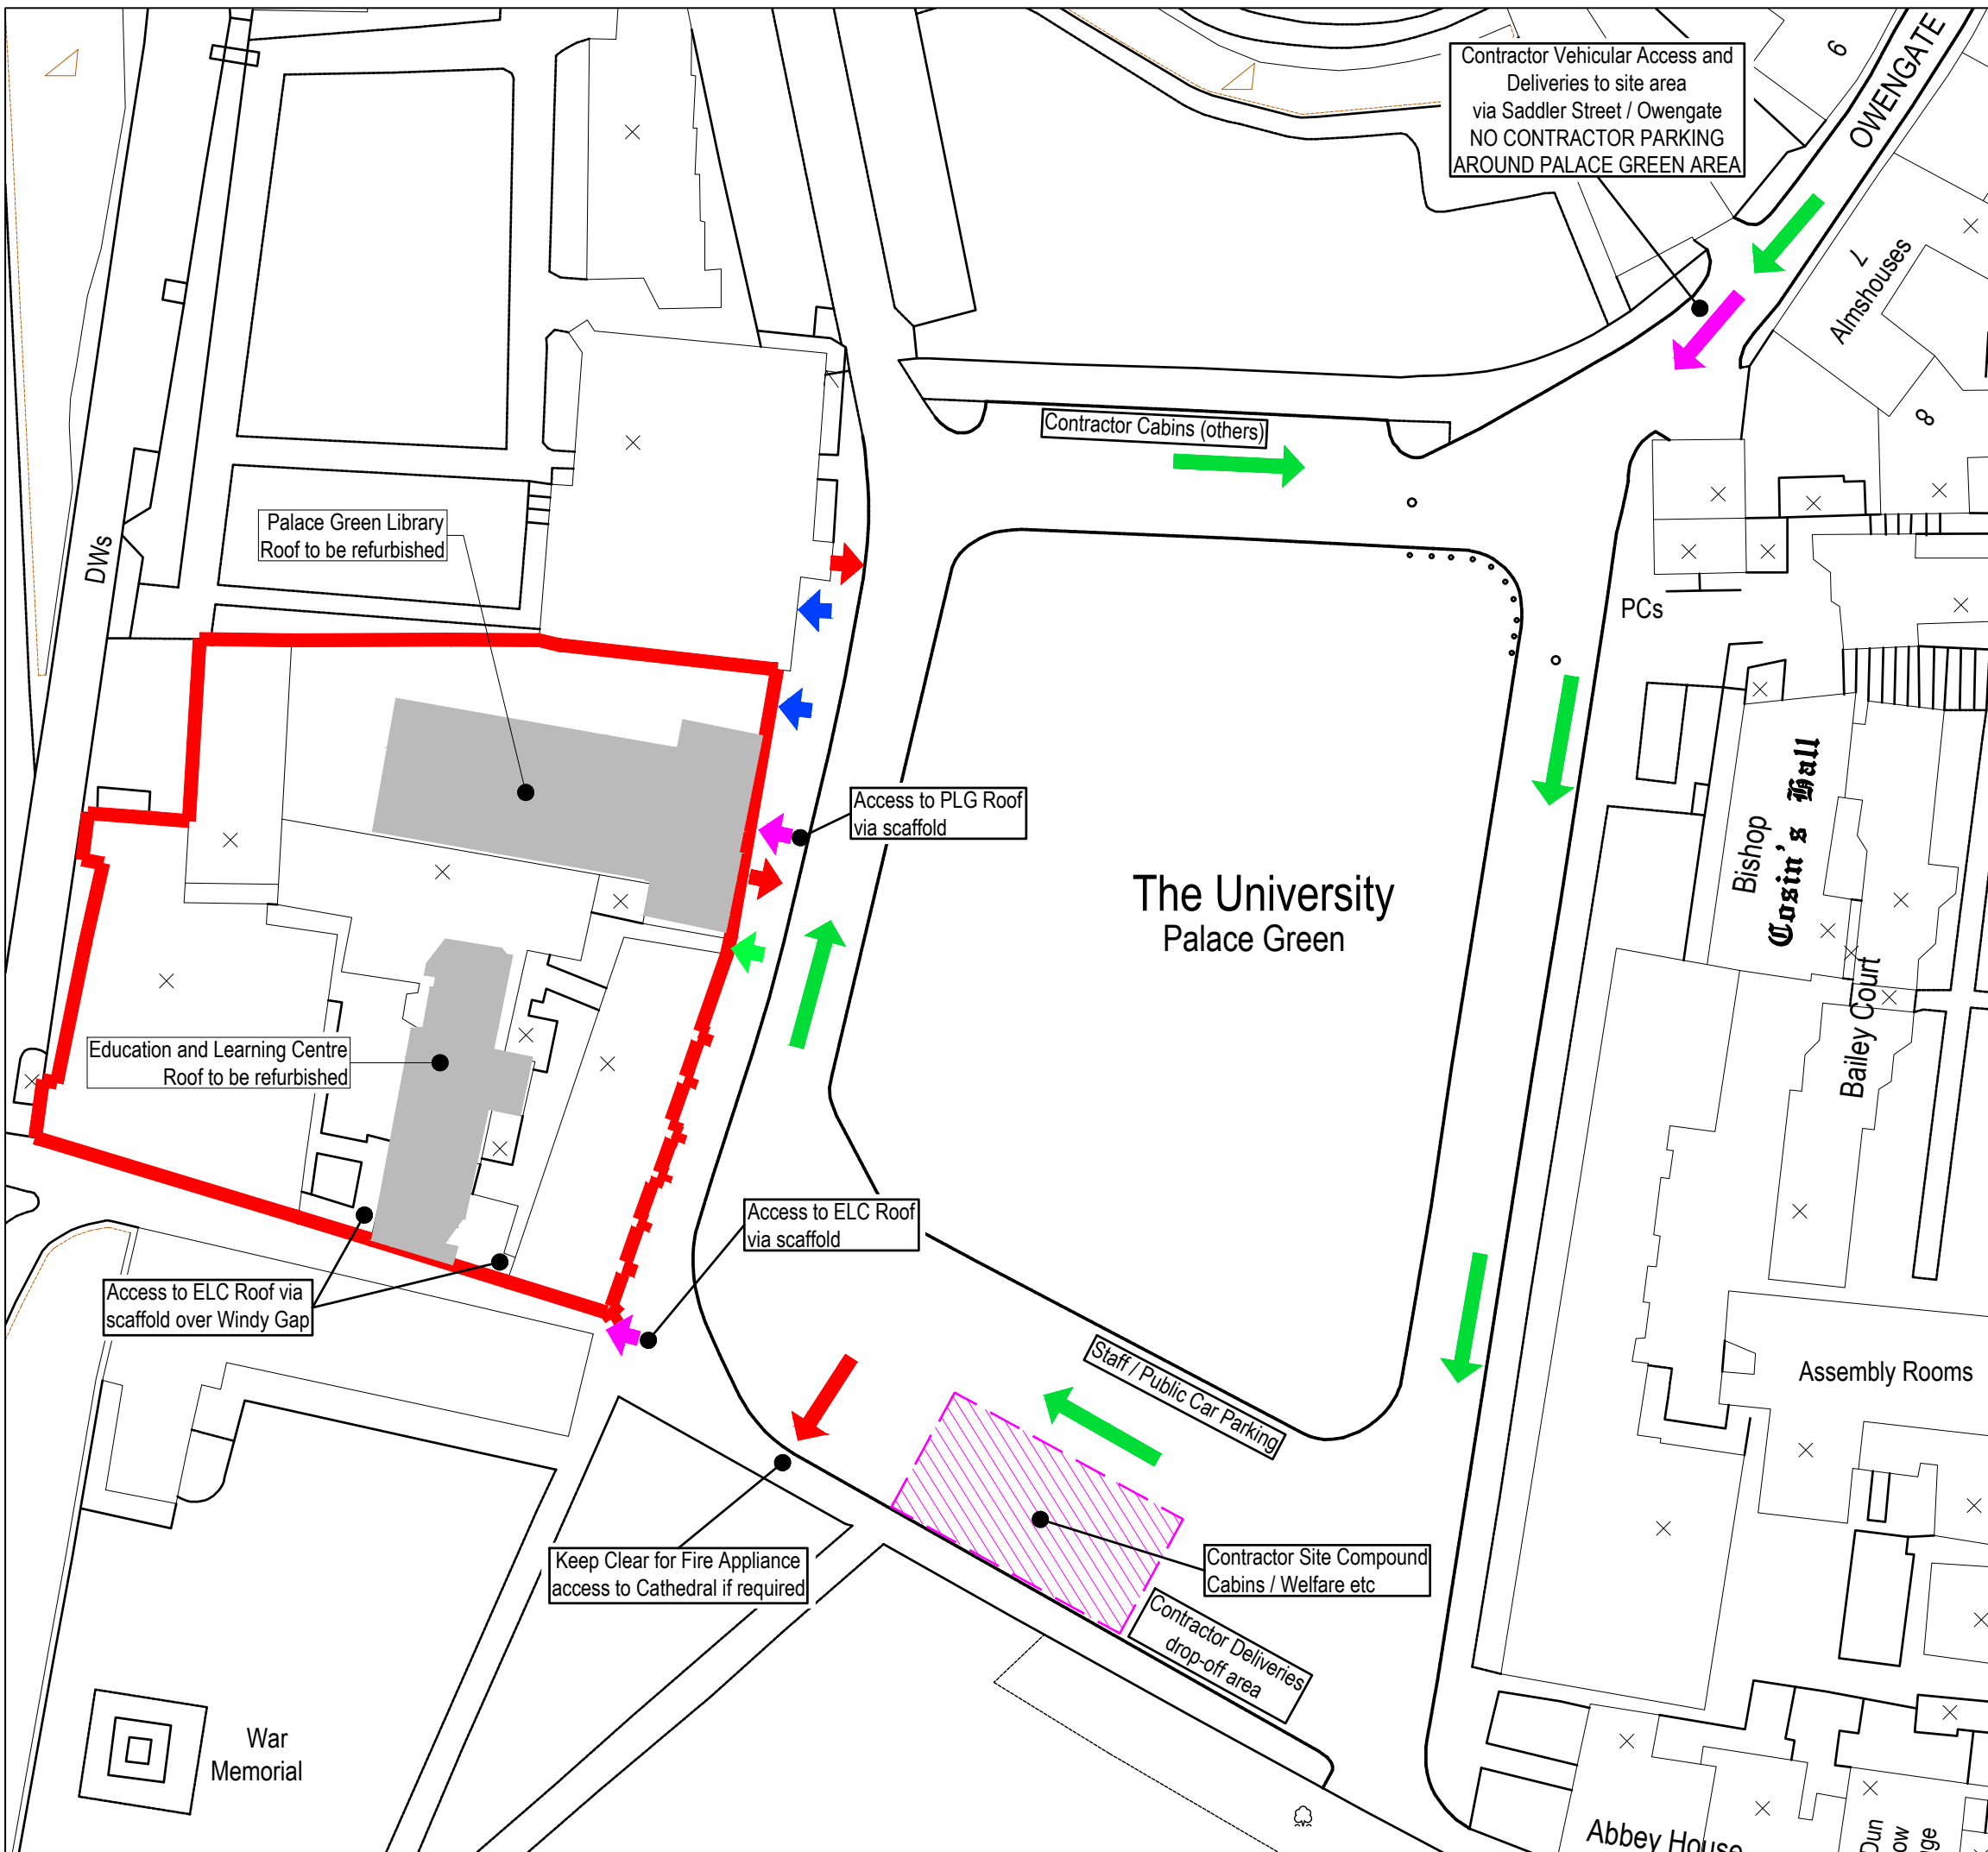 Contractor Vehicular Access and
Deliveries to site area
via Saddler Street / Owengate
NO CONTRACTOR PARKING
AROUND PALACE GREEN AREA
OWENGATE
9
7
Almshouses
8
Contractor Cabins (others)
Palace Green Library
Roof to be refurbished
DWs
PCs
Access to PLG Roof
via scaffold
The University
Palace Green
Bishop
Cosin's Hall
Bailey Court
Education and Learning Centre
Roof to be refurbished
Access to ELC Roof
via scaffold
Access to ELC Roof via
scaffold over Windy Gap
Staff / Public Car Parking
Assembly Rooms
Keep Clear for Fire Appliance
access to Cathedral if required
Contractor Site Compound
Cabins / Welfare etc
Contractor Deliveries
drop-off area
War
Memorial
Abbey House
Dun